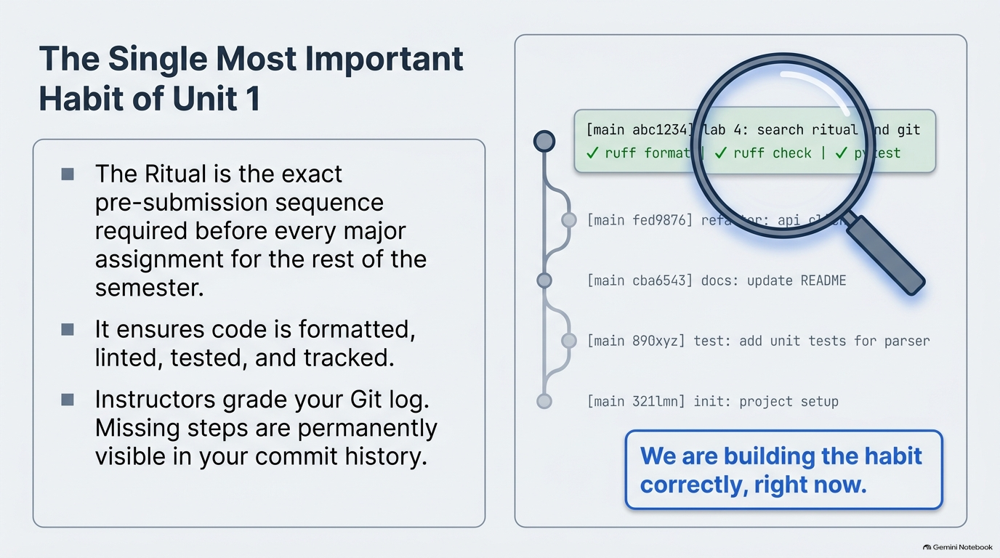 The Single Most Important
Habit of Unit 1
The Ritual is the exact
pre-submission sequence
required before every major
assignment for the rest of the
semester.
It ensures code is formatted,
linted, tested, and tracked.
Instructors grade your Git log.
Missing steps are permanently
visible in your commit history.
[main abc1234] lab 4: search ritual and git
✓ ruff format | ✓ ruff check | ✓ pytest
[main fed9876] refactor: api client
[main cba6543] docs: update README
[main 890xyz] test: add unit tests for parser
[main 321lmn] init: project setup
We are building the habit
correctly, right now.
Gemini Notebook